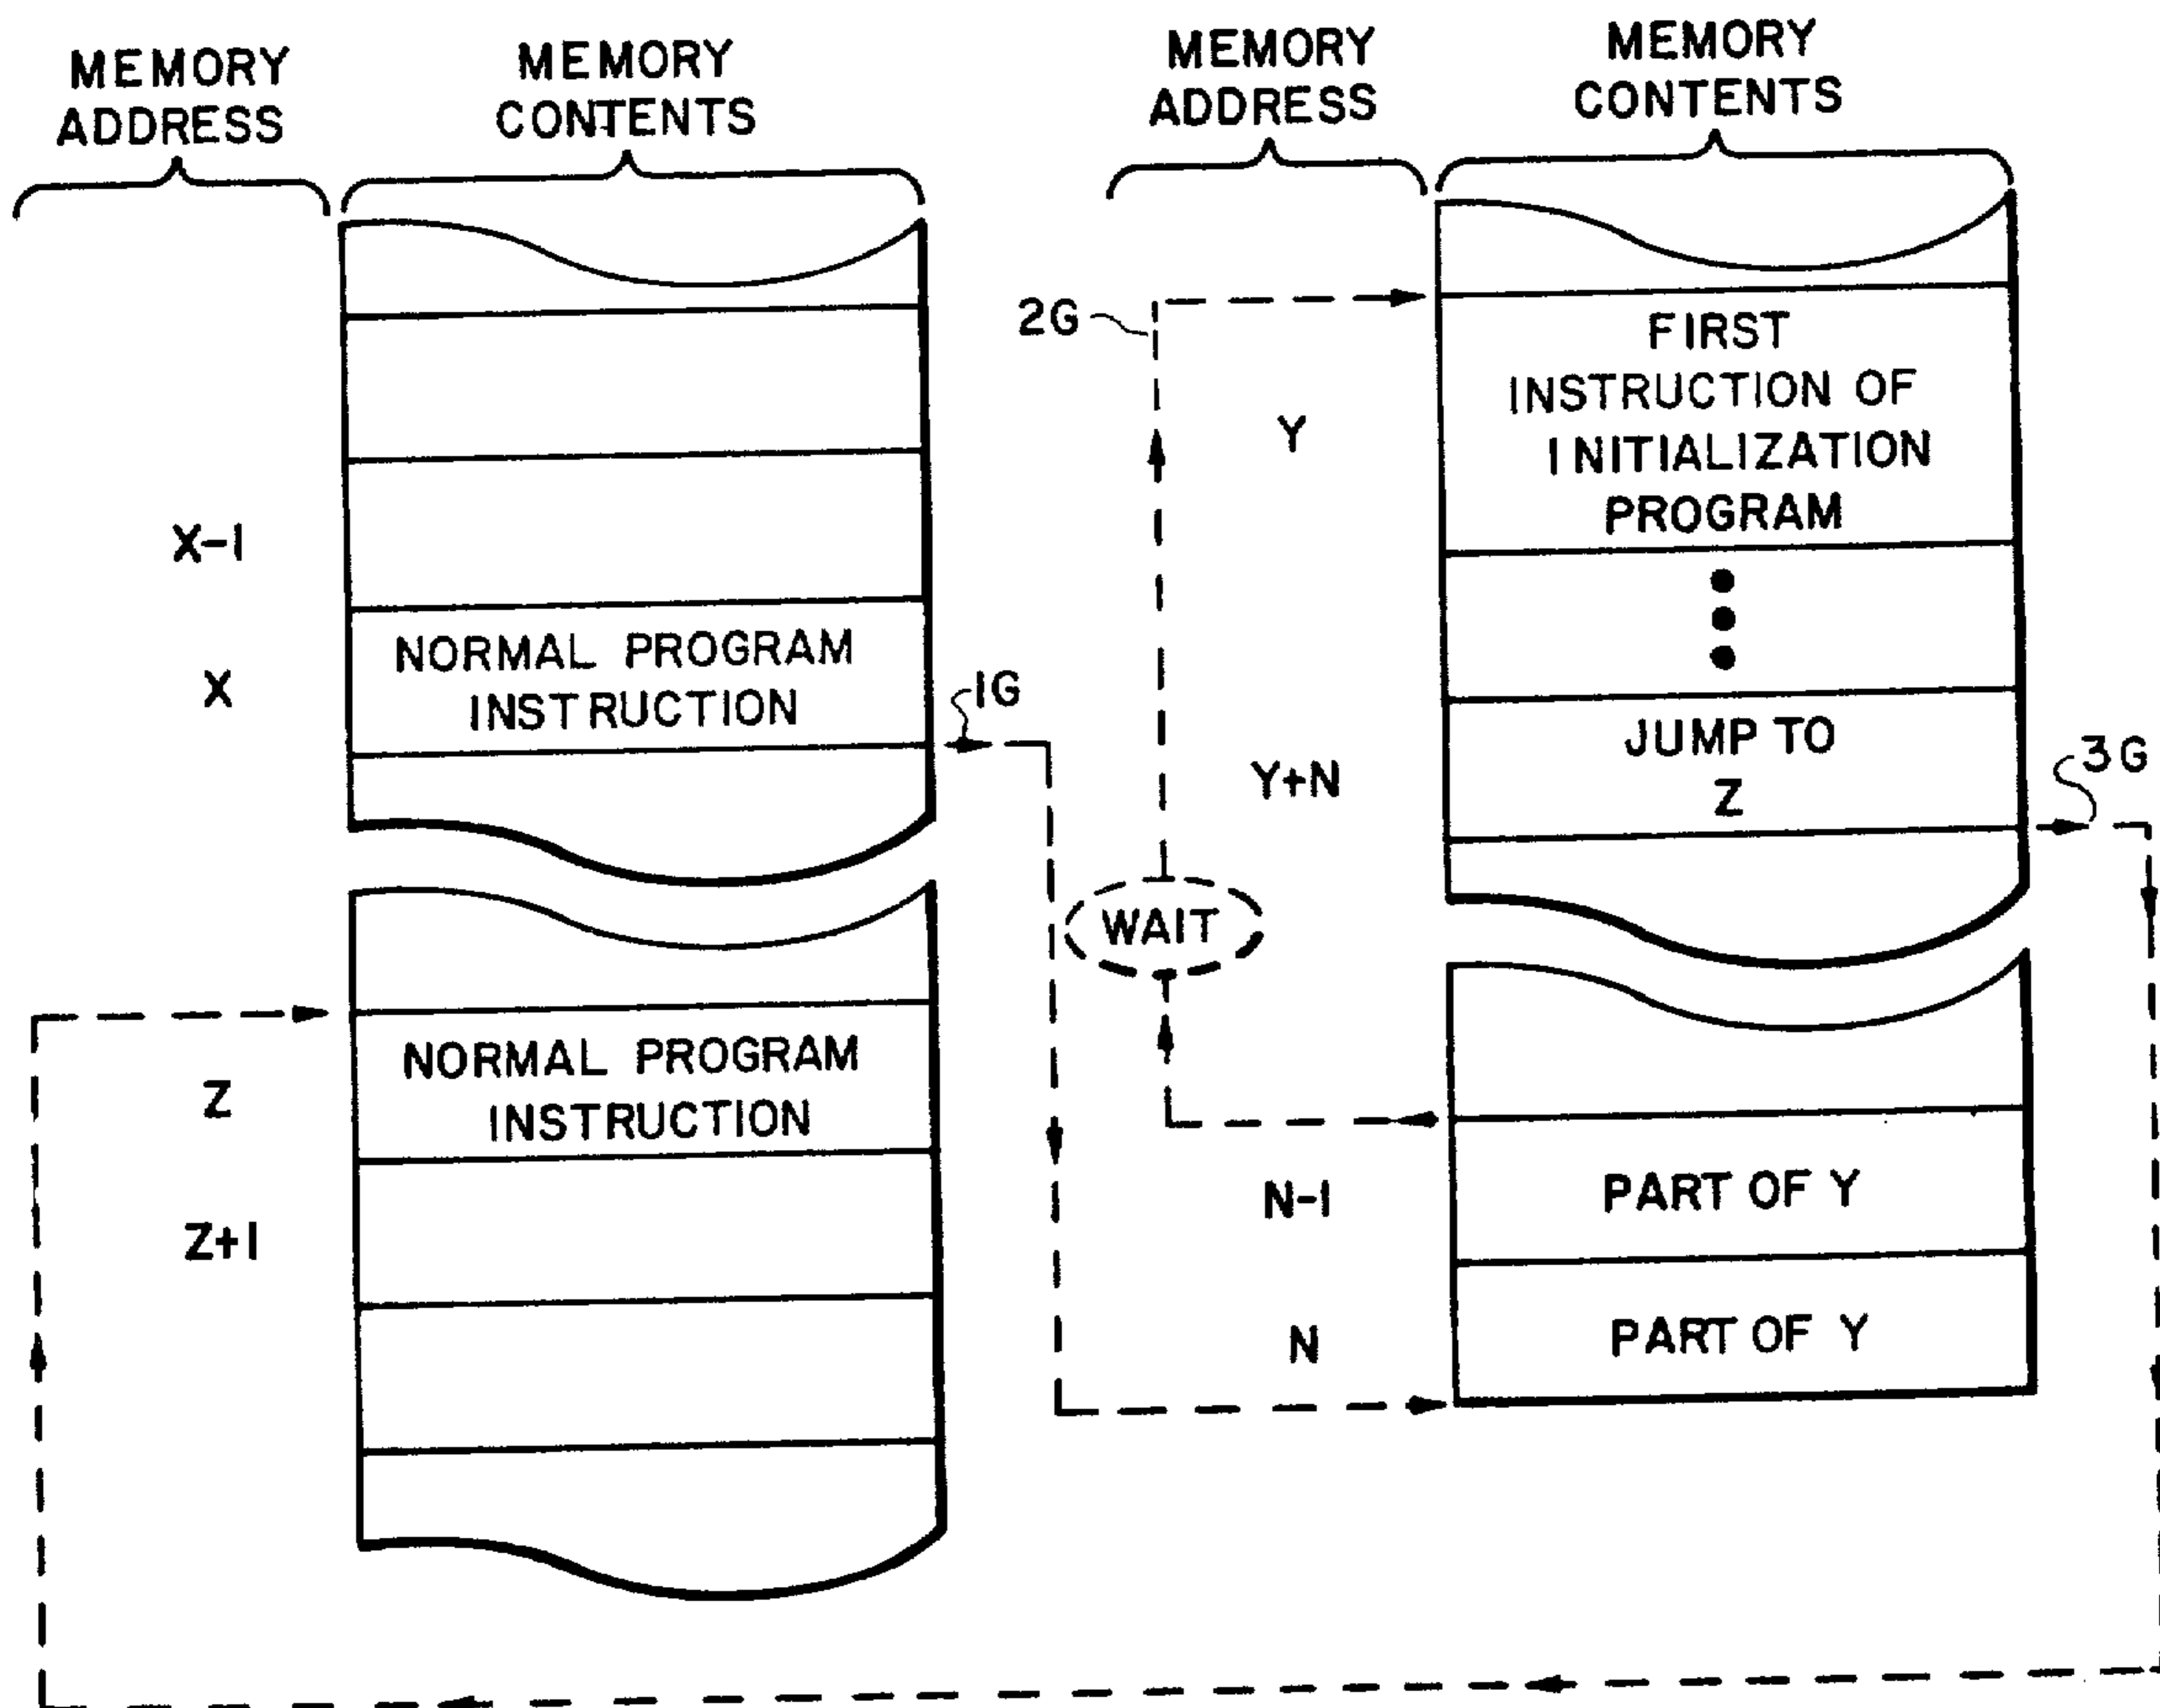 MEMORY
ADDRESS
MEMORY
CONTENTS
X-1
X
NORMAL PROGRAM
INSTRUCTION
1G
Z
NORMAL PROGRAM
INSTRUCTION
Z+1
MEMORY
ADDRESS
MEMORY
CONTENTS
2G
Y
FIRST
INSTRUCTION OF
INITIALIZATION
PROGRAM
Y+N
JUMP TO
Z
3G
WAIT
N-1
PART OF Y
N
PART OF Y